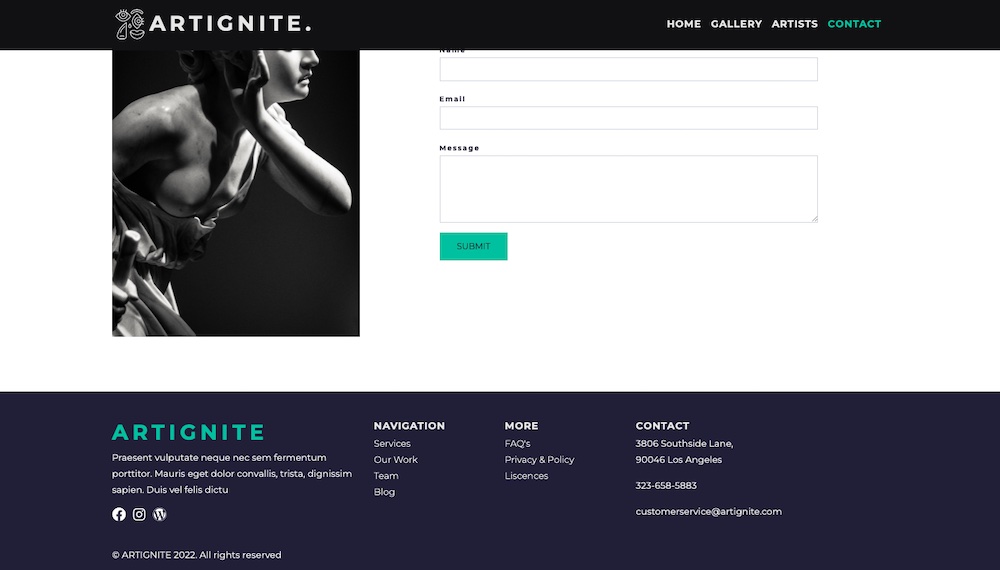 ARTIGNITE.
HOME GALLERY ARTISTS CONTACT
Name
Email
Message
SUBMIT
ARTIGNITE
Praesent vulputate neque nec sem fermentum
porttitor. Mauris eget dolor convallis, trista, dignissim
sapien. Duis vel felis dictu
© ARTIGNITE 2022. All rights reserved
NAVIGATION
Services
Our Work
Team
Blog
MORE
FAQ's
Privacy & Policy
Liscences
CONTACT
3806 Southside Lane,
90046 Los Angeles
323-658-5883
customerservice@artignite.com